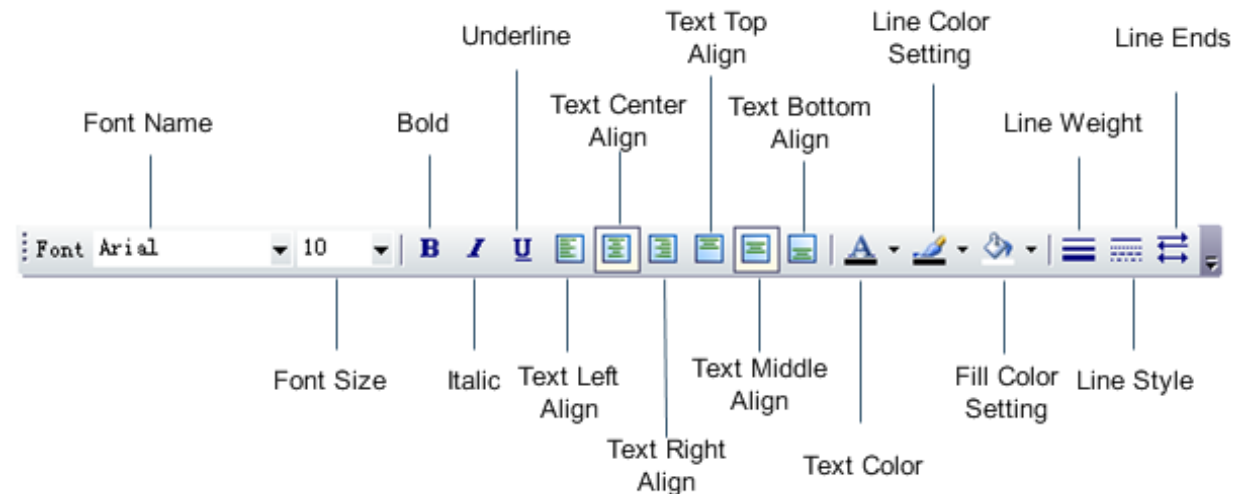 Underline
Text Top
Align
Line Color
Setting
Line Ends
Font Name
Bold
Text Center
Align
Text Bottom
Align
Line Weight
Font Arial 10 B I U A
Font Size
Italic
Text Left
Align
Text Right
Align
Text Middle
Align
Text Color
Fill Color
Setting
Line Style